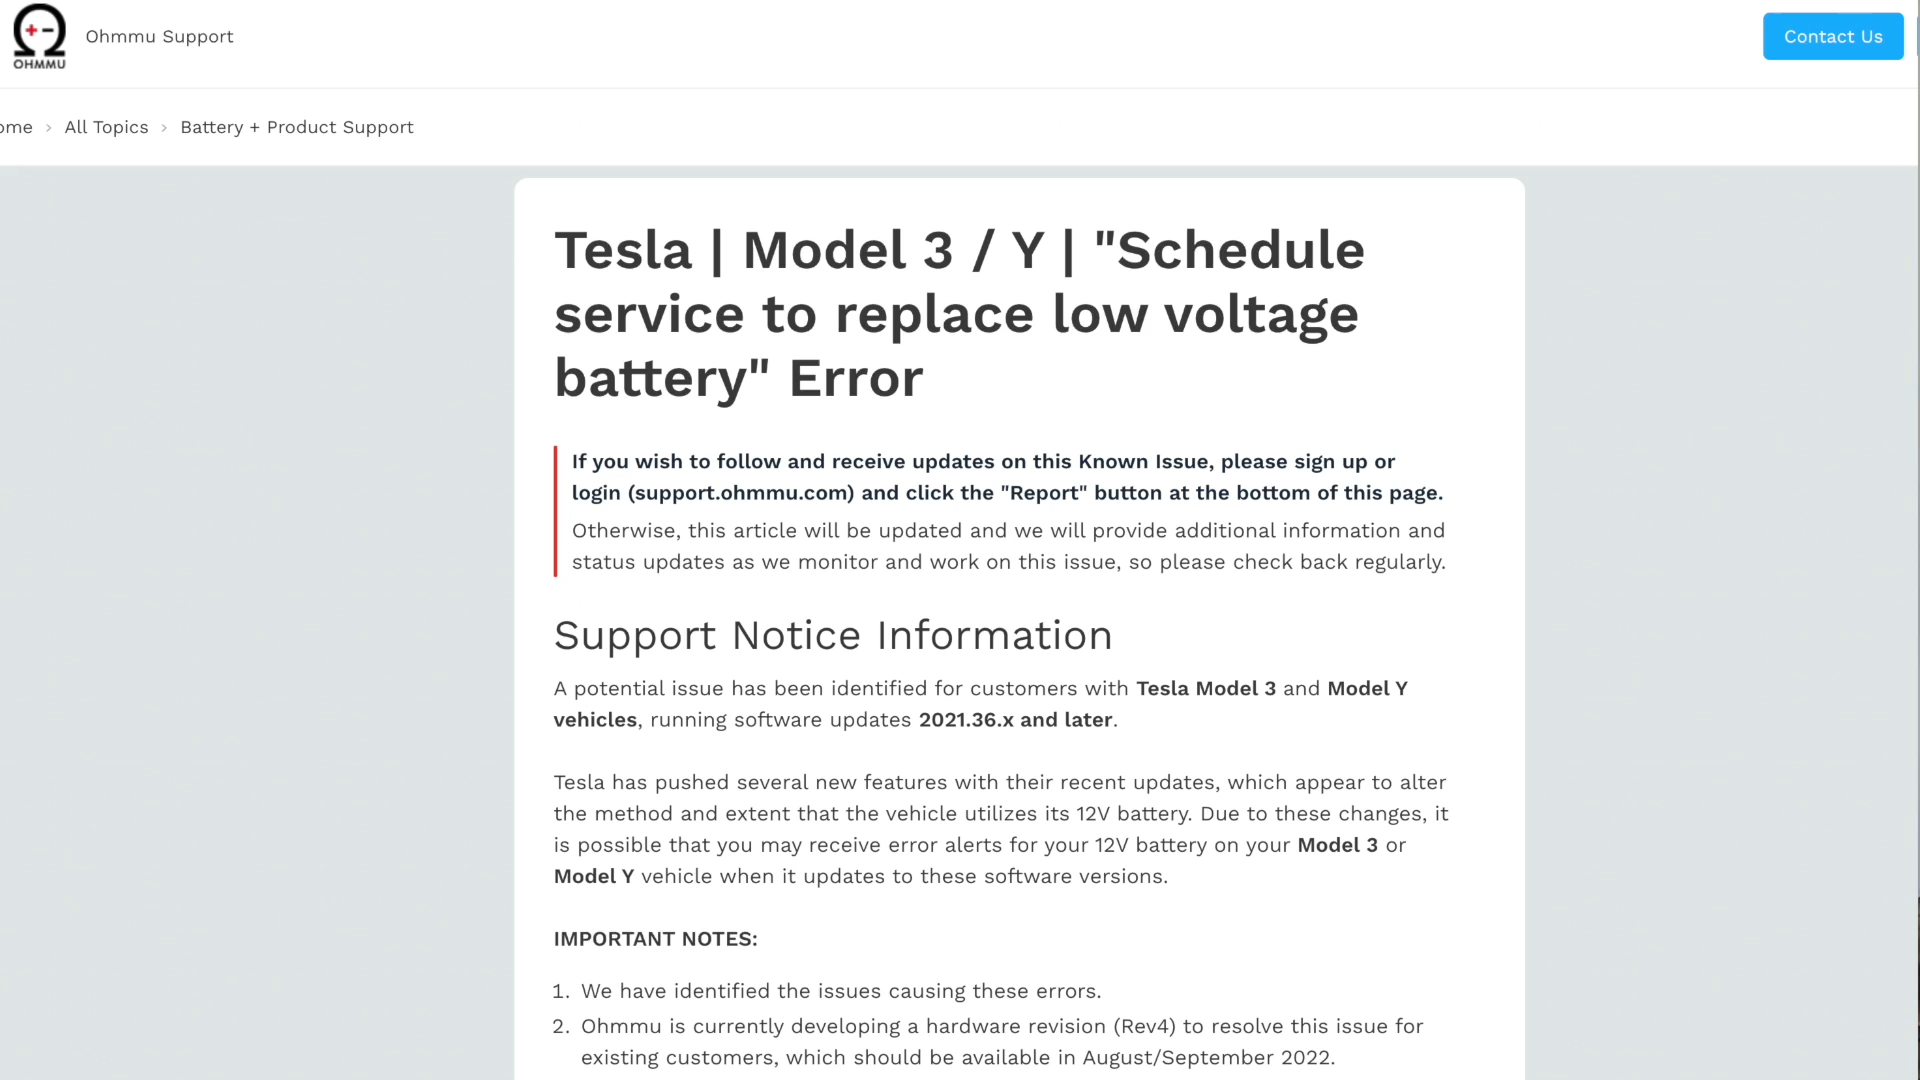 OHMMU
Ohmmu Support
Contact Us
ome > All Topics > Battery + Product Support
Tesla | Model 3 / Y | "Schedule
service to replace low voltage
battery" Error
If you wish to follow and receive updates on this Known Issue, please sign up or
login (support.ohmmu.com) and click the "Report" button at the bottom of this page.
Otherwise, this article will be updated and we will provide additional information and
status updates as we monitor and work on this issue, so please check back regularly.
Support Notice Information
A potential issue has been identified for customers with Tesla Model 3 and Model Y
vehicles, running software updates 2021.36.x and later.
Tesla has pushed several new features with their recent updates, which appear to alter
the method and extent that the vehicle utilizes its 12V battery. Due to these changes, it
is possible that you may receive error alerts for your 12V battery on your Model 3 or
Model Y vehicle when it updates to these software versions.
IMPORTANT NOTES:
1. We have identified the issues causing these errors.
2. Ohmmu is currently developing a hardware revision (Rev4) to resolve this issue for
existing customers, which should be available in August/September 2022.